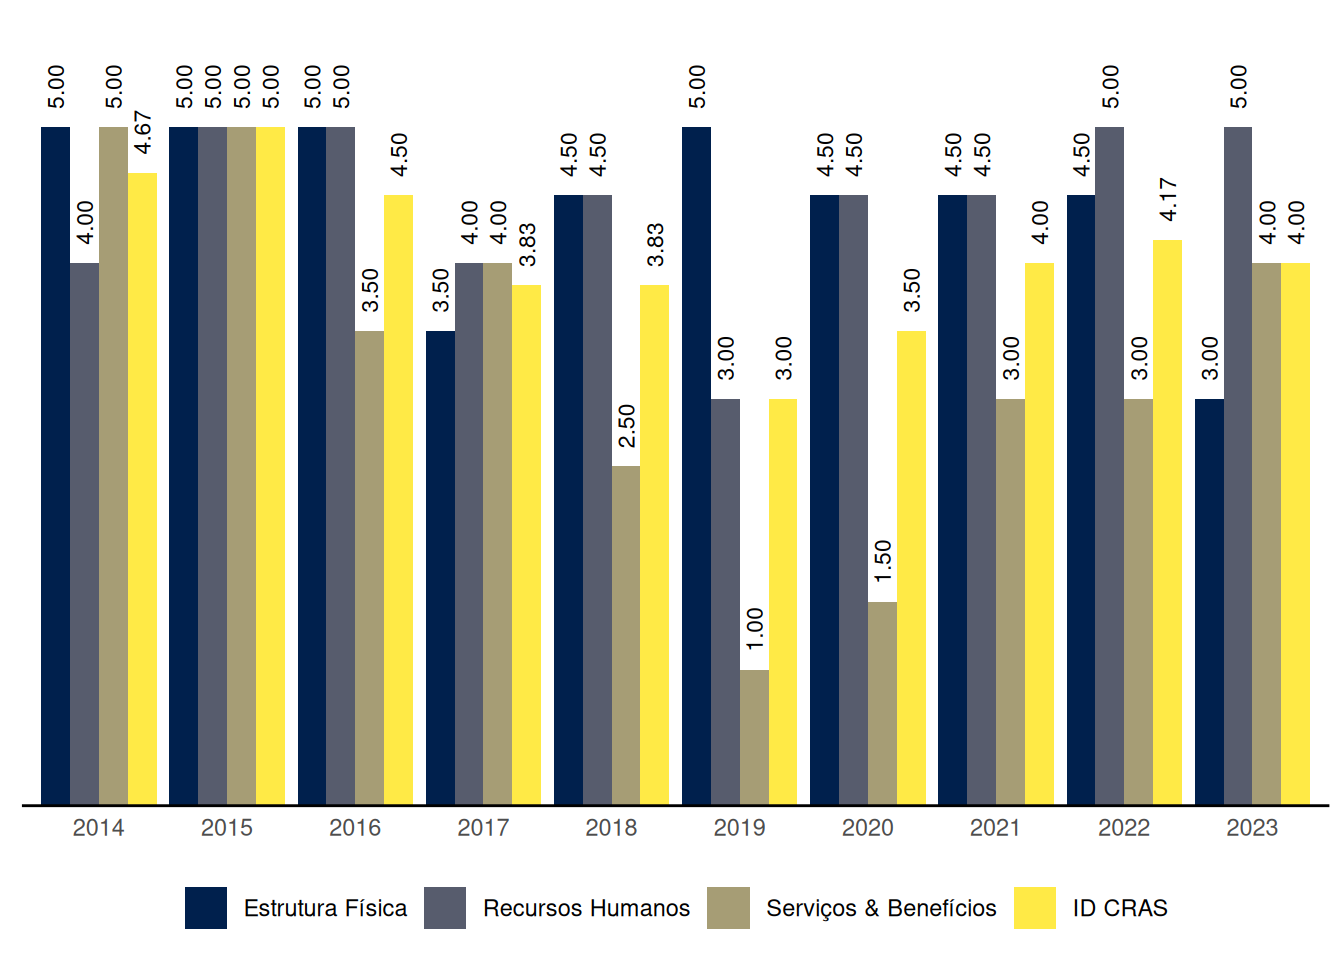 5.00 4.00 5.00 4.67 5.00 5.00 5.00 5.00 5.00 5.00 3.50 4.50 3.50 4.00 4.00 3.83 4.50 4.50 2.50 3.83 5.00 3.00 1.00 3.00 4.50 4.50 1.50 3.50 4.50 4.50 3.00 4.00 4.50 5.00 3.00 4.17 3.00 5.00 4.00 4.00
2014 2015 2016 2017 2018 2019 2020 2021 2022 2023
Estrutura Física Recursos Humanos Serviços & Benefícios ID CRAS